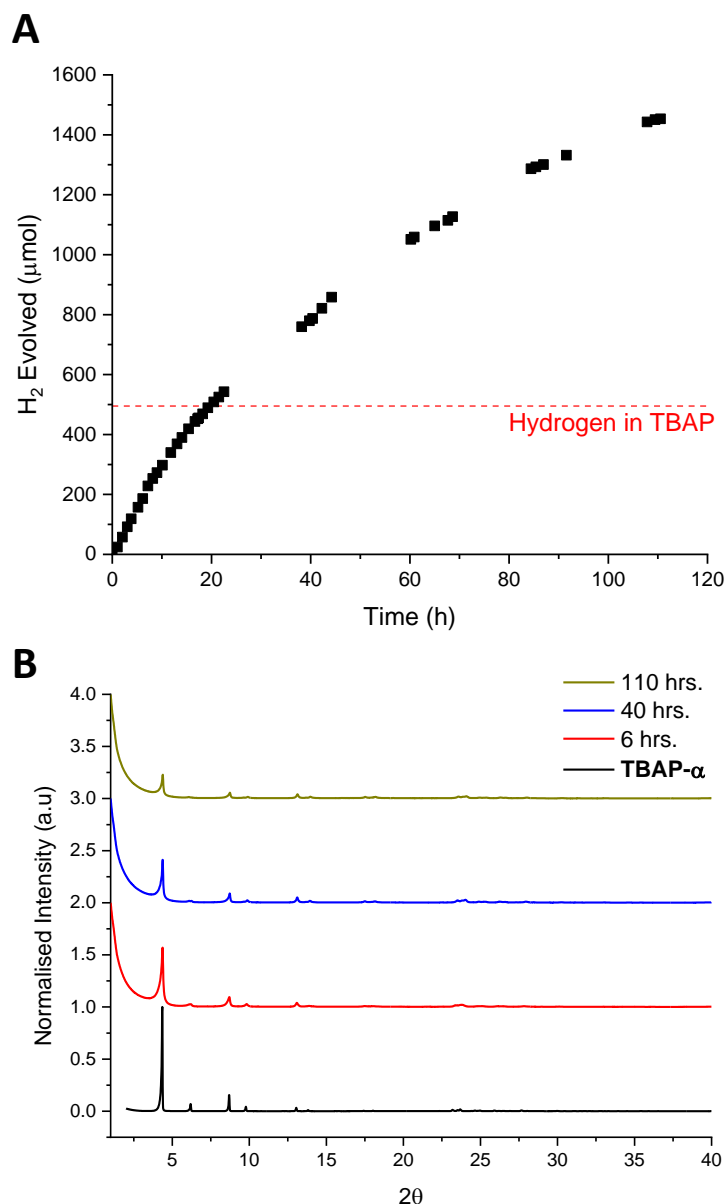 A
1600
1400
1200
1000
800
600
400
200
0
H₂ Evolved (μmol)
Hydrogen in TBAP
0 20 40 60 80 100 120
Time (h)
B
110 hrs.
40 hrs.
6 hrs.
TBAP-α
4.0
3.5
3.0
2.5
2.0
1.5
1.0
0.5
0.0
Normalised Intensity (a.u)
5 10 15 20 25 30 35 40
2θ